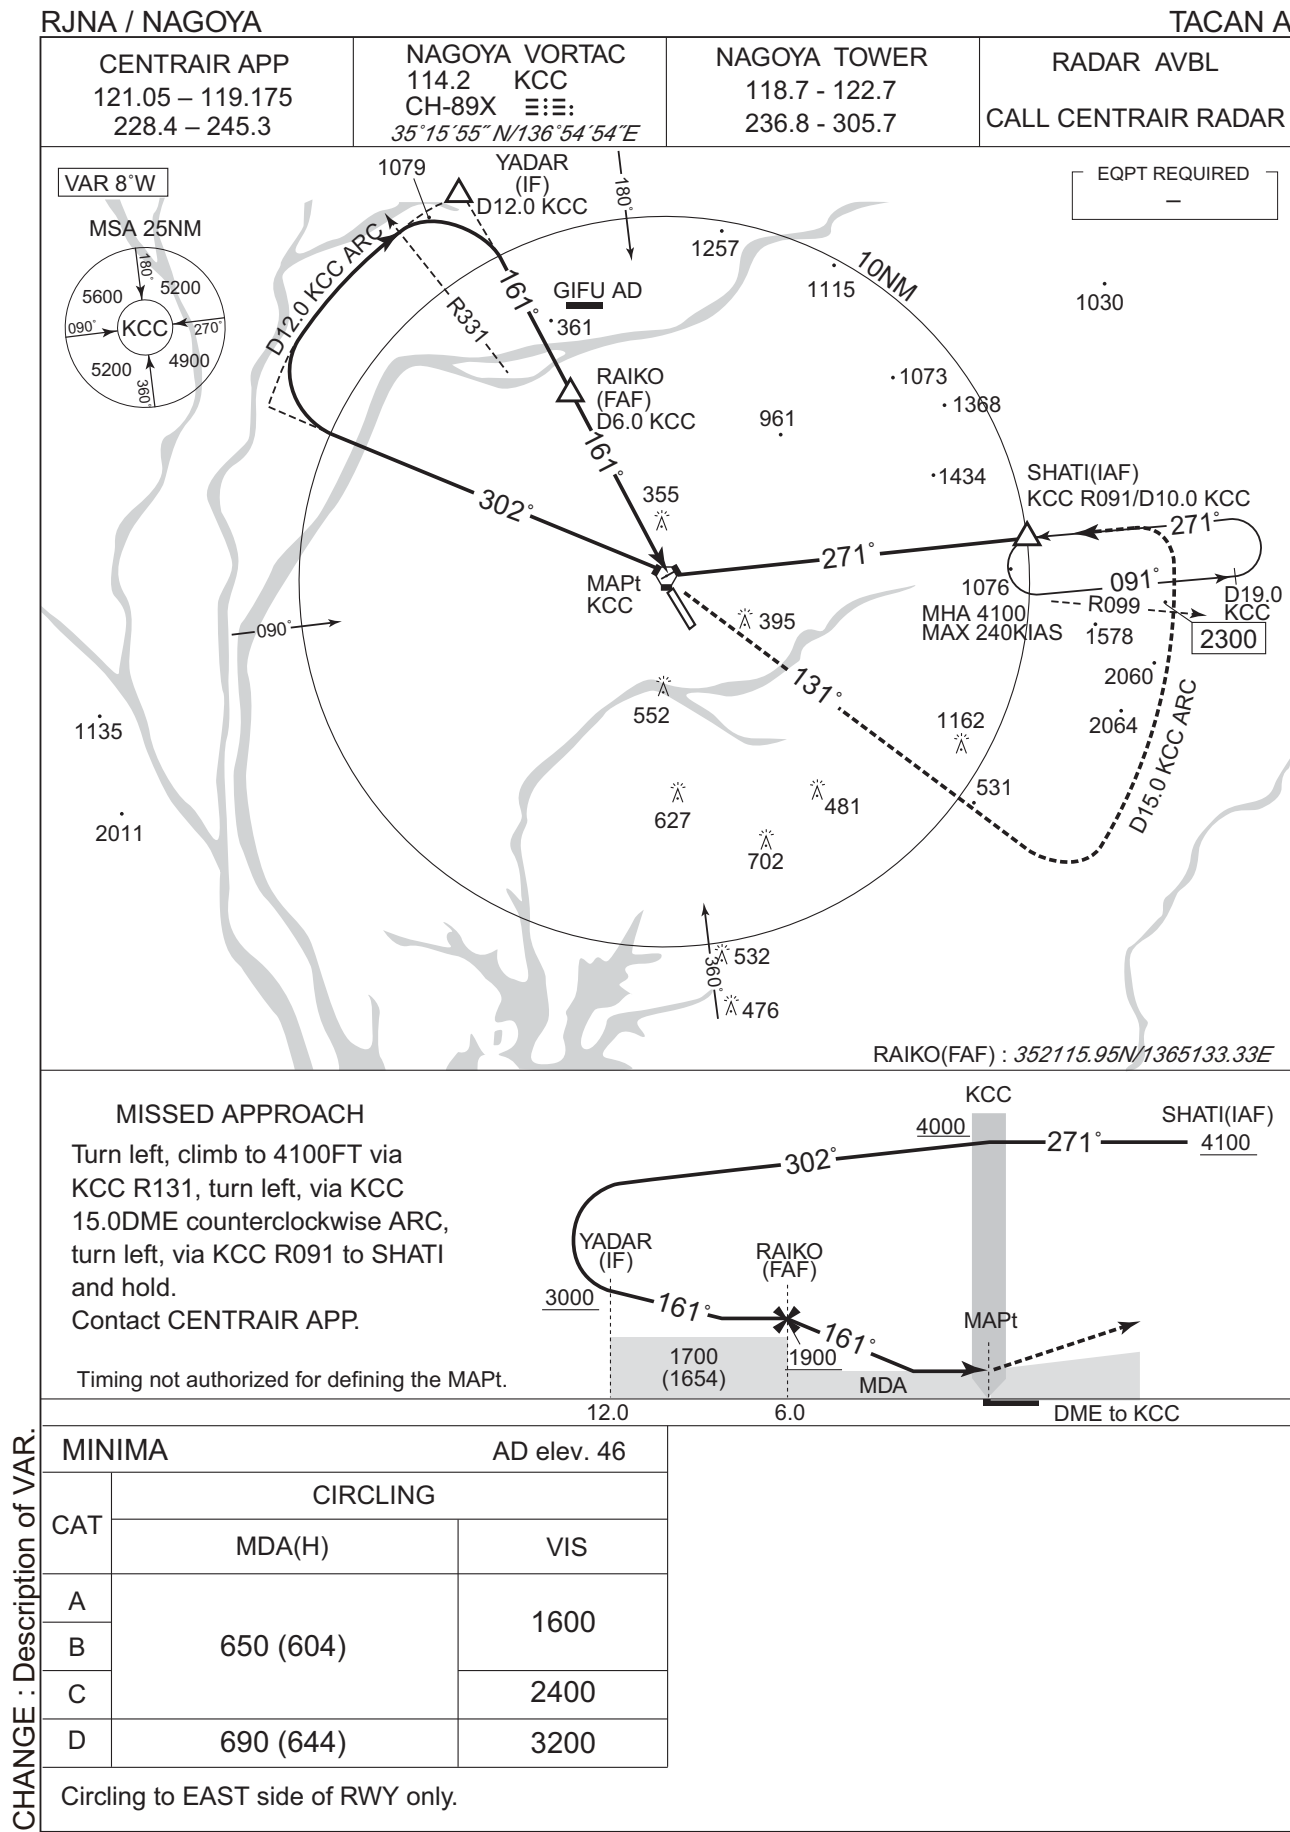 RJNA / NAGOYA
TACAN A
CENTRAIR APP
121.05 – 119.175
228.4 – 245.3
NAGOYA VORTAC
114.2 KCC
CH-89X
35°15´55˝ N/136°54´54˝E
NAGOYA TOWER
118.7 - 122.7
236.8 - 305.7
RADAR AVBL
CALL CENTRAIR RADAR
VAR 8˚W
MSA 25NM
180˚
5600
5200
090˚
KCC
270˚
5200
4900
360˚
1079
YADAR
(IF)
D12.0 KCC
180˚
EQPT REQUIRED
–
D12.0 KCC ARC
R331
161˚
GIFU AD
361
1257
1115
10NM
1030
RAIKO
(FAF)
D6.0 KCC
161˚
961
1073
1368
1434
302˚
355
SHATI(IAF)
KCC R091/D10.0 KCC
271˚
271˚
MAPt
KCC
1076
091˚
D19.0
KCC
R099
MHA 4100
MAX 240KIAS
2300
090˚
395
1578
2060
2064
131˚
552
1162
D15.0 KCC ARC
1135
2011
531
627
481
702
532
360˚
476
RAIKO(FAF) : 352115.95N/1365133.33E
MISSED APPROACH
Turn left, climb to 4100FT via
KCC R131, turn left, via KCC
15.0DME counterclockwise ARC,
turn left, via KCC R091 to SHATI
and hold.
Contact CENTRAIR APP.
Timing not authorized for defining the MAPt.
KCC
SHATI(IAF)
4000
271˚
4100
302˚
YADAR
(IF)
RAIKO
(FAF)
3000
161˚
161˚
MAPt
1700
(1654)
1900
MDA
12.0
6.0
DME to KCC
MINIMA
AD elev. 46
CAT
CIRCLING
MDA(H)
VIS
A
B
C
D
650 (604)
1600
2400
690 (644)
3200
Circling to EAST side of RWY only.
CHANGE : Description of VAR.